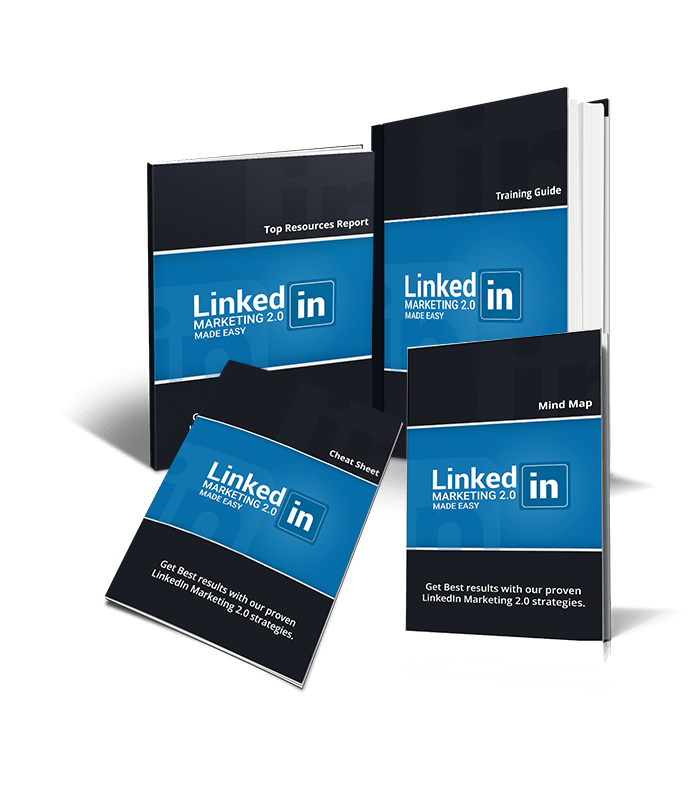 Training Guide
Linked in
MARKETING 2.0
MADE EASY
Top Resources Report
Linked in
MARKETING 2.0
MADE EASY
Mind Map
Linked in
MARKETING 2.0
MADE EASY
Get Best results with our proven
LinkedIn Marketing 2.0 strategies.
Cheat Sheet
Linked in
MARKETING 2.0
MADE EASY
Get Best results with our proven
LinkedIn Marketing 2.0 strategies.